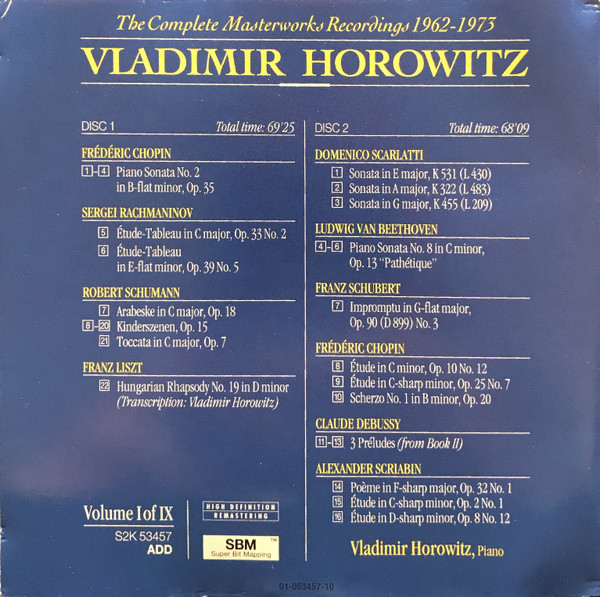 The Complete Masterworks Recordings 1962-1973
VLADIMIR HOROWITZ
DISC 1 Total time: 69'25
FRÉDÉRIC CHOPIN
1-4 Piano Sonata No. 2
in B-flat minor, Op. 35
SERGEI RACHMANINOV
5 Étude-Tableau in C major, Op. 33 No. 2
6 Étude-Tableau
in E-flat minor, Op. 39 No. 5
ROBERT SCHUMANN
7 Arabeske in C major, Op. 18
8-20 Kinderszenen, Op. 15
21 Toccata in C major, Op. 7
FRANZ LISZT
22 Hungarian Rhapsody No. 19 in D minor
(Transcription: Vladimir Horowitz)
DISC 2 Total time: 68'09
DOMENICO SCARLATTI
1 Sonata in E major, K 531 (L 430)
2 Sonata in A major, K 322 (L 483)
3 Sonata in G major, K 455 (L 209)
LUDWIG VAN BEETHOVEN
4-6 Piano Sonata No. 8 in C minor,
Op. 13 “Pathétique”
FRANZ SCHUBERT
7 Impromptu in G-flat major,
Op. 90 (D 899) No. 3
FRÉDÉRIC CHOPIN
8 Étude in C minor, Op. 10 No. 12
9 Étude in C-sharp minor, Op. 25 No. 7
10 Scherzo No. 1 in B minor, Op. 20
CLAUDE DEBUSSY
11-13 3 Préludes (from Book II)
ALEXANDER SCRIABIN
14 Poème in F-sharp major, Op. 32 No. 1
15 Étude in C-sharp minor, Op. 2 No. 1
16 Étude in D-sharp minor, Op. 8 No. 12
Vladimir Horowitz, Piano
Volume I of IX
S2K 53457
ADD
HIGH DEFINITION
REMASTERING
SBM™
Super Bit Mapping
01-053457-10